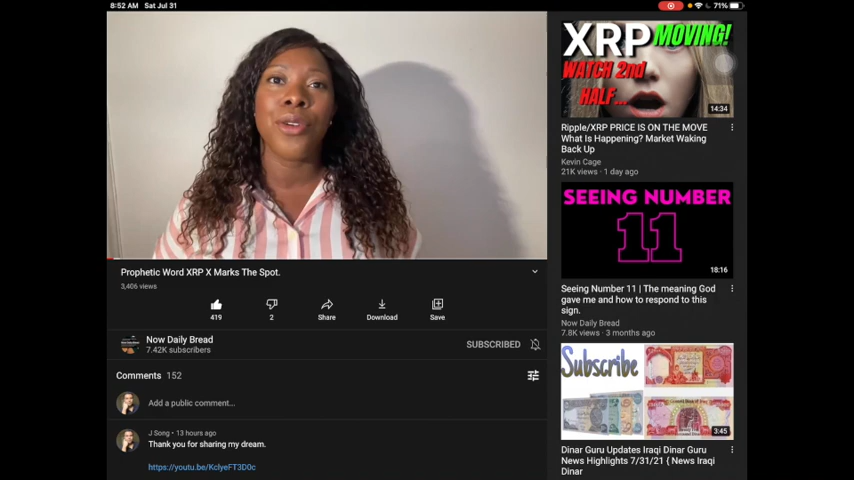 8:52 AM Sat Jul 31
71%
XRP MOVING!
WATCH 2nd
HALF...
14:34
Ripple/XRP PRICE IS ON THE MOVE
What Is Happening? Market Waking
Back Up
Kevin Cage
21K views · 1 day ago
SEEING NUMBER
11
18:16
Seeing Number 11 | The meaning God
gave me and how to respond to this
sign.
Now Daily Bread
7.8K views · 3 months ago
Subscribe
3:45
Dinar Guru Updates Iraqi Dinar Guru
News Highlights 7/31/21 { News Iraqi
Dinar
Prophetic Word XRP X Marks The Spot.
3,406 views
419
2
Share
Download
Save
Now Daily Bread
7.42K subscribers
SUBSCRIBED
Comments 152
Add a public comment...
J Song • 13 hours ago
Thank you for sharing my dream.
https://youtu.be/KclyeFT3D0c